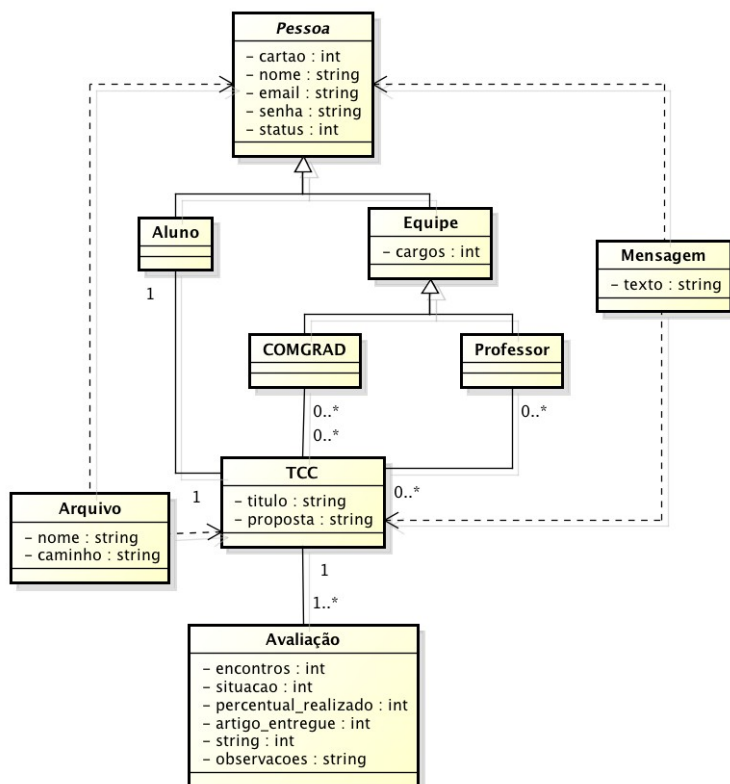 Pessoa
- cartao : int
- nome : string
- email : string
- senha : string
- status : int
Aluno
Equipe
- cargos : int
Mensagem
- texto : string
1
COMGRAD
Professor
0..*
0..*
0..*
TCC
- titulo : string
- proposta : string
1
0..*
Arquivo
- nome : string
- caminho : string
1
1..*
Avaliação
- encontros : int
- situacao : int
- percentual_realizado : int
- artigo_entregue : int
- string : int
- observacoes : string